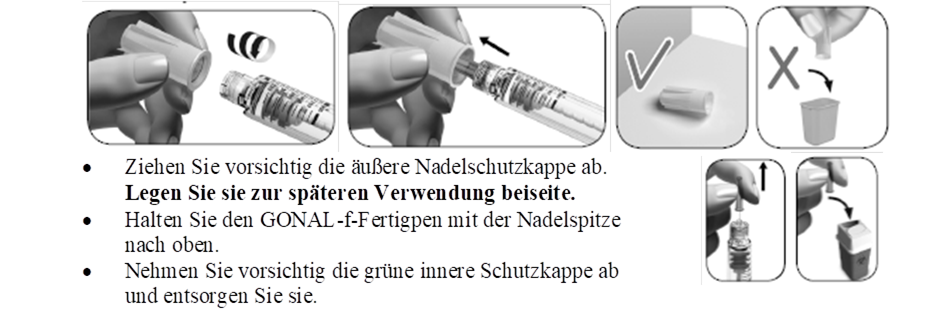 • Ziehen Sie vorsichtig die äußere Nadelschutzkappe ab.
Legen Sie sie zur späteren Verwendung beiseite.
• Halten Sie den GONAL-f-Fertigpen mit der Nadelspitze
nach oben.
• Nehmen Sie vorsichtig die grüne innere Schutzkappe ab
und entsorgen Sie sie.